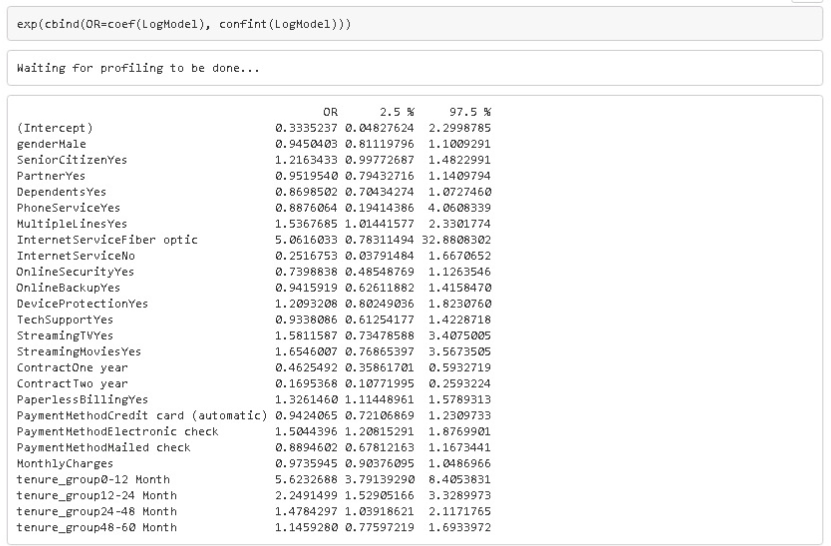 exp(cbind(OR=coef(LogModel), confint(LogModel)))
Waiting for profiling to be done...
OR 2.5 % 97.5 %
(Intercept) 0.3335237 0.04827624 2.2998785
genderMale 0.9450403 0.81119796 1.1009291
SeniorCitizenYes 1.2163433 0.99772687 1.4822991
PartnerYes 0.9519540 0.79432716 1.1409794
DependentsYes 0.8698502 0.70434274 1.0727460
PhoneServiceYes 0.8876064 0.19414386 4.0608339
MultipleLinesYes 1.5367685 1.01441577 2.3301774
InternetServiceFiber optic 5.0616033 0.78311494 32.8808302
InternetServiceNo 0.2516753 0.03791484 1.6670652
OnlineSecurityYes 0.7398838 0.48548769 1.1263546
OnlineBackupYes 0.9415919 0.62611882 1.4158470
DeviceProtectionYes 1.2093208 0.80249036 1.8230760
TechSupportYes 0.9338086 0.61254177 1.4228718
StreamingTVYes 1.5811587 0.73478588 3.4075005
StreamingMoviesYes 1.6546007 0.76865397 3.5673505
ContractOne year 0.4625492 0.35861701 0.5932719
ContractTwo year 0.1695368 0.10771995 0.2593224
PaperlessBillingYes 1.3261460 1.11448961 1.5789313
PaymentMethodCredit card (automatic) 0.9424065 0.72106869 1.2309733
PaymentMethodElectronic check 1.5044396 1.20815291 1.8769901
PaymentMethodMailed check 0.8894602 0.67812163 1.1673441
MonthlyCharges 0.9735945 0.90376095 1.0486966
tenure_group0-12 Month 5.6232688 3.79139290 8.4053831
tenure_group12-24 Month 2.2491499 1.52905166 3.3289973
tenure_group24-48 Month 1.4784297 1.03918621 2.1171765
tenure_group48-60 Month 1.1459280 0.77597219 1.6933972